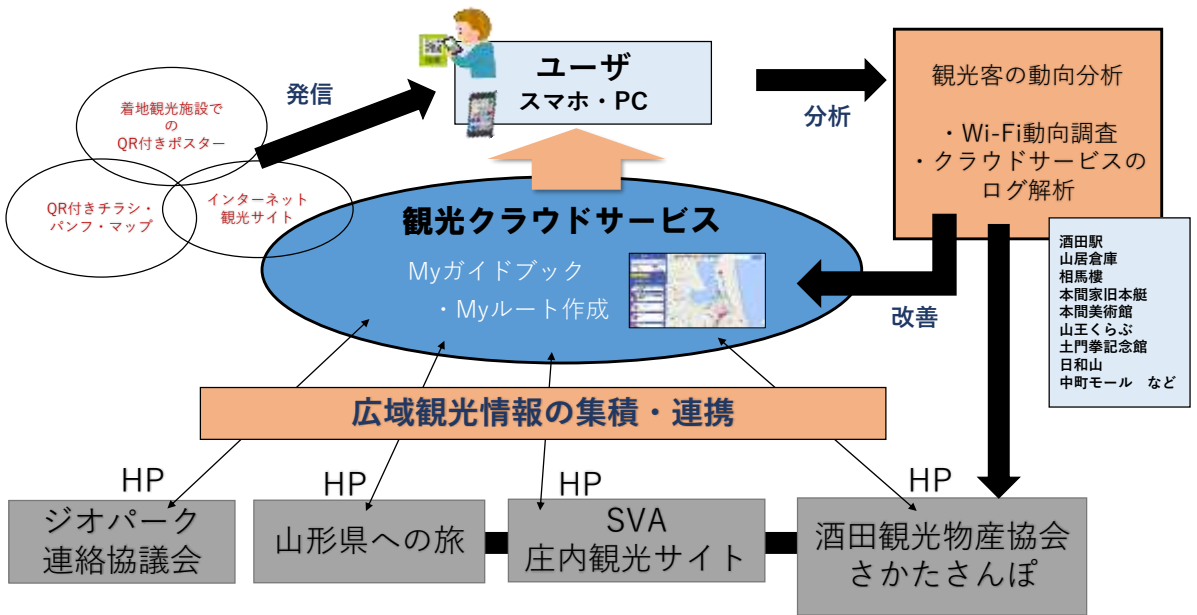 ユーザ
スマホ・PC
発信
着地観光施設で
の
QR付きポスター
QR付きチラシ・
パンフ・マップ
インターネット
観光サイト
分析
観光客の動向分析
・Wi-Fi動向調査
・クラウドサービスの
ログ解析
観光クラウドサービス
Myガイドブック
・Myルート作成
改善
酒田駅
山居倉庫
相馬樓
本間家旧本艇
本間美術館
山王くらぶ
土門拳記念館
日和山
中町モール　など
広域観光情報の集積・連携
HP
ジオパーク
連絡協議会
HP
山形県への旅
HP
SVA
庄内観光サイト
HP
酒田観光物産協会
さかたさんぽ